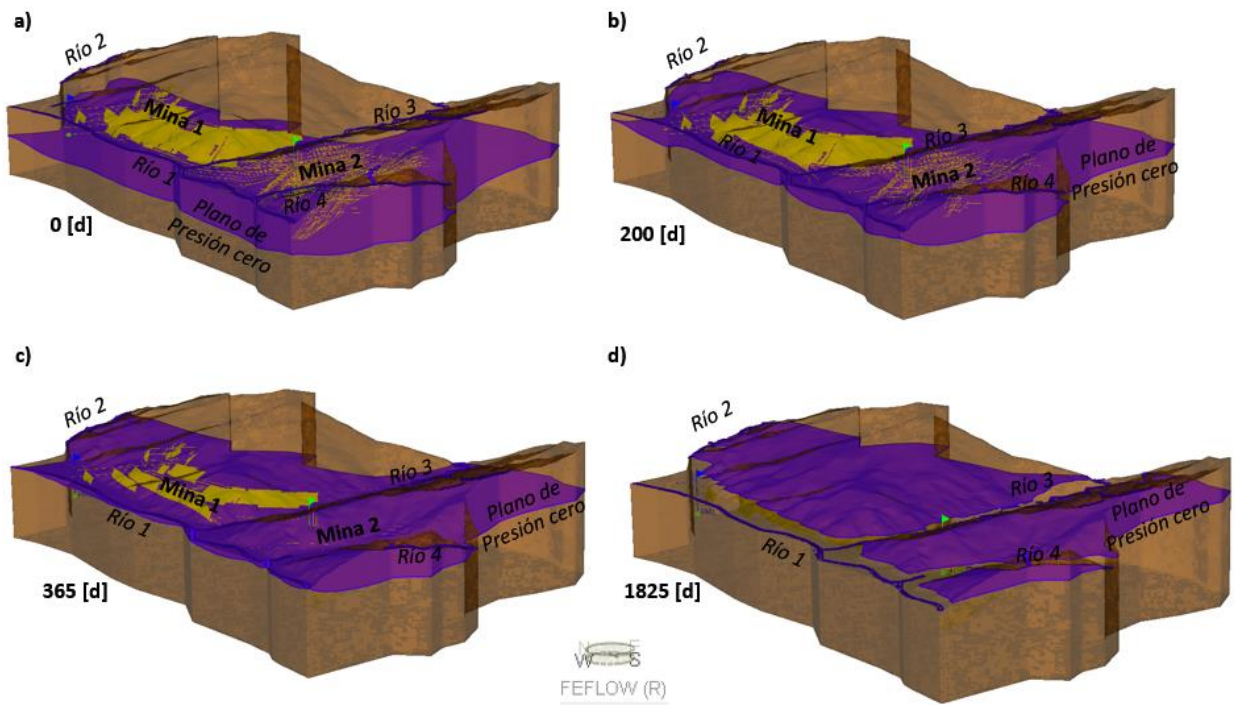 a)
Río 2
Mina 1
Río 3
Río 1
Mina 2
Río 4
Plano de
Presión cero
0 [d]
b)
Río 2
Mina 1
Río 3
Río 1
Mina 2
Río 4
Plano de
Presión cero
200 [d]
c)
Río 2
Mina 1
Río 3
Río 1
Mina 2
Río 4
Plano de
Presión cero
365 [d]
d)
Río 2
Río 3
Río 1
Río 4
Plano de
Presión cero
1825 [d]
N E
W S
FEFLOW (R)